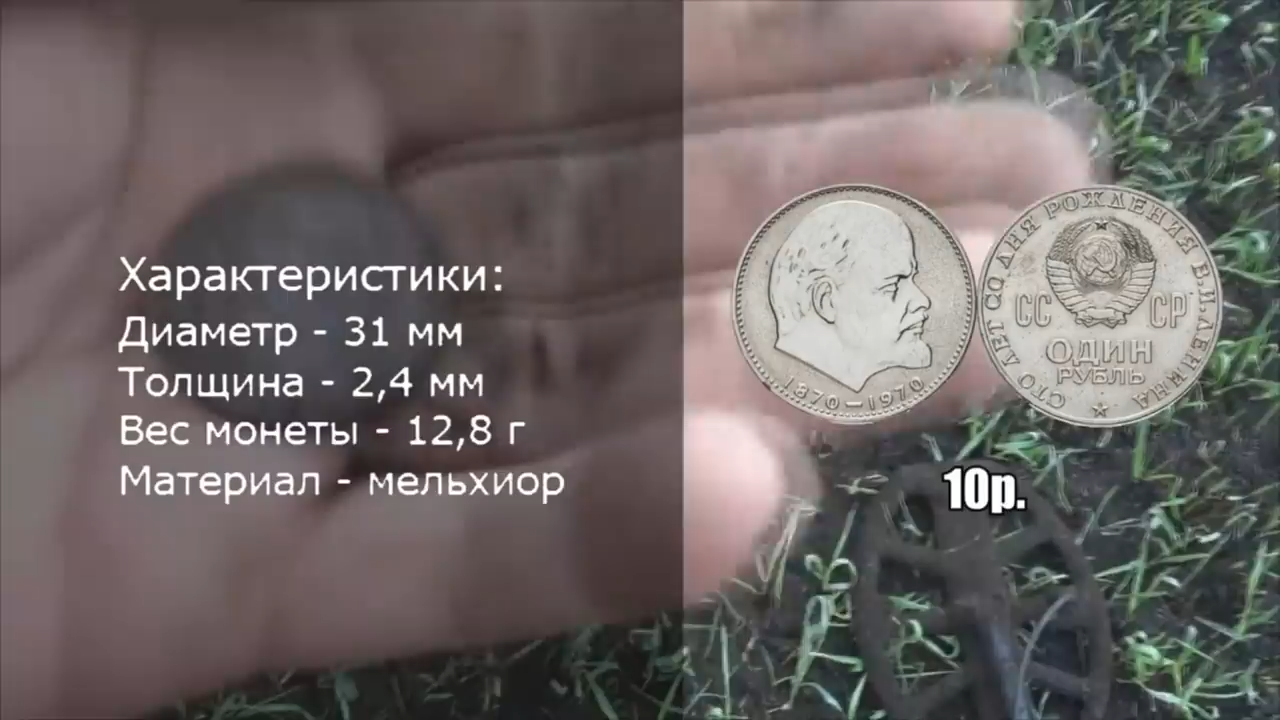 Характеристики:
Диаметр - 31 мм
Толщина - 2,4 мм
Вес монеты - 12,8 г
Материал - мельхиор
1870—1970
СТО ЛЕТ СО ДНЯ РОЖДЕНИЯ В.И.ЛЕНИНА
СС СР
ОДИН
РУБЛЬ
10р.